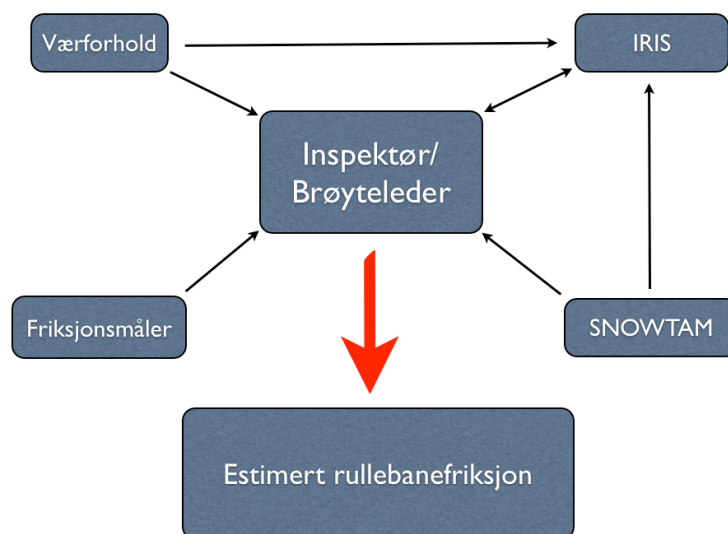 Værforhold
IRIS
Inspektør/
Brøyteleder
Friksjonsmåler
SNOWTAM
Estimert rullebanefriksjon